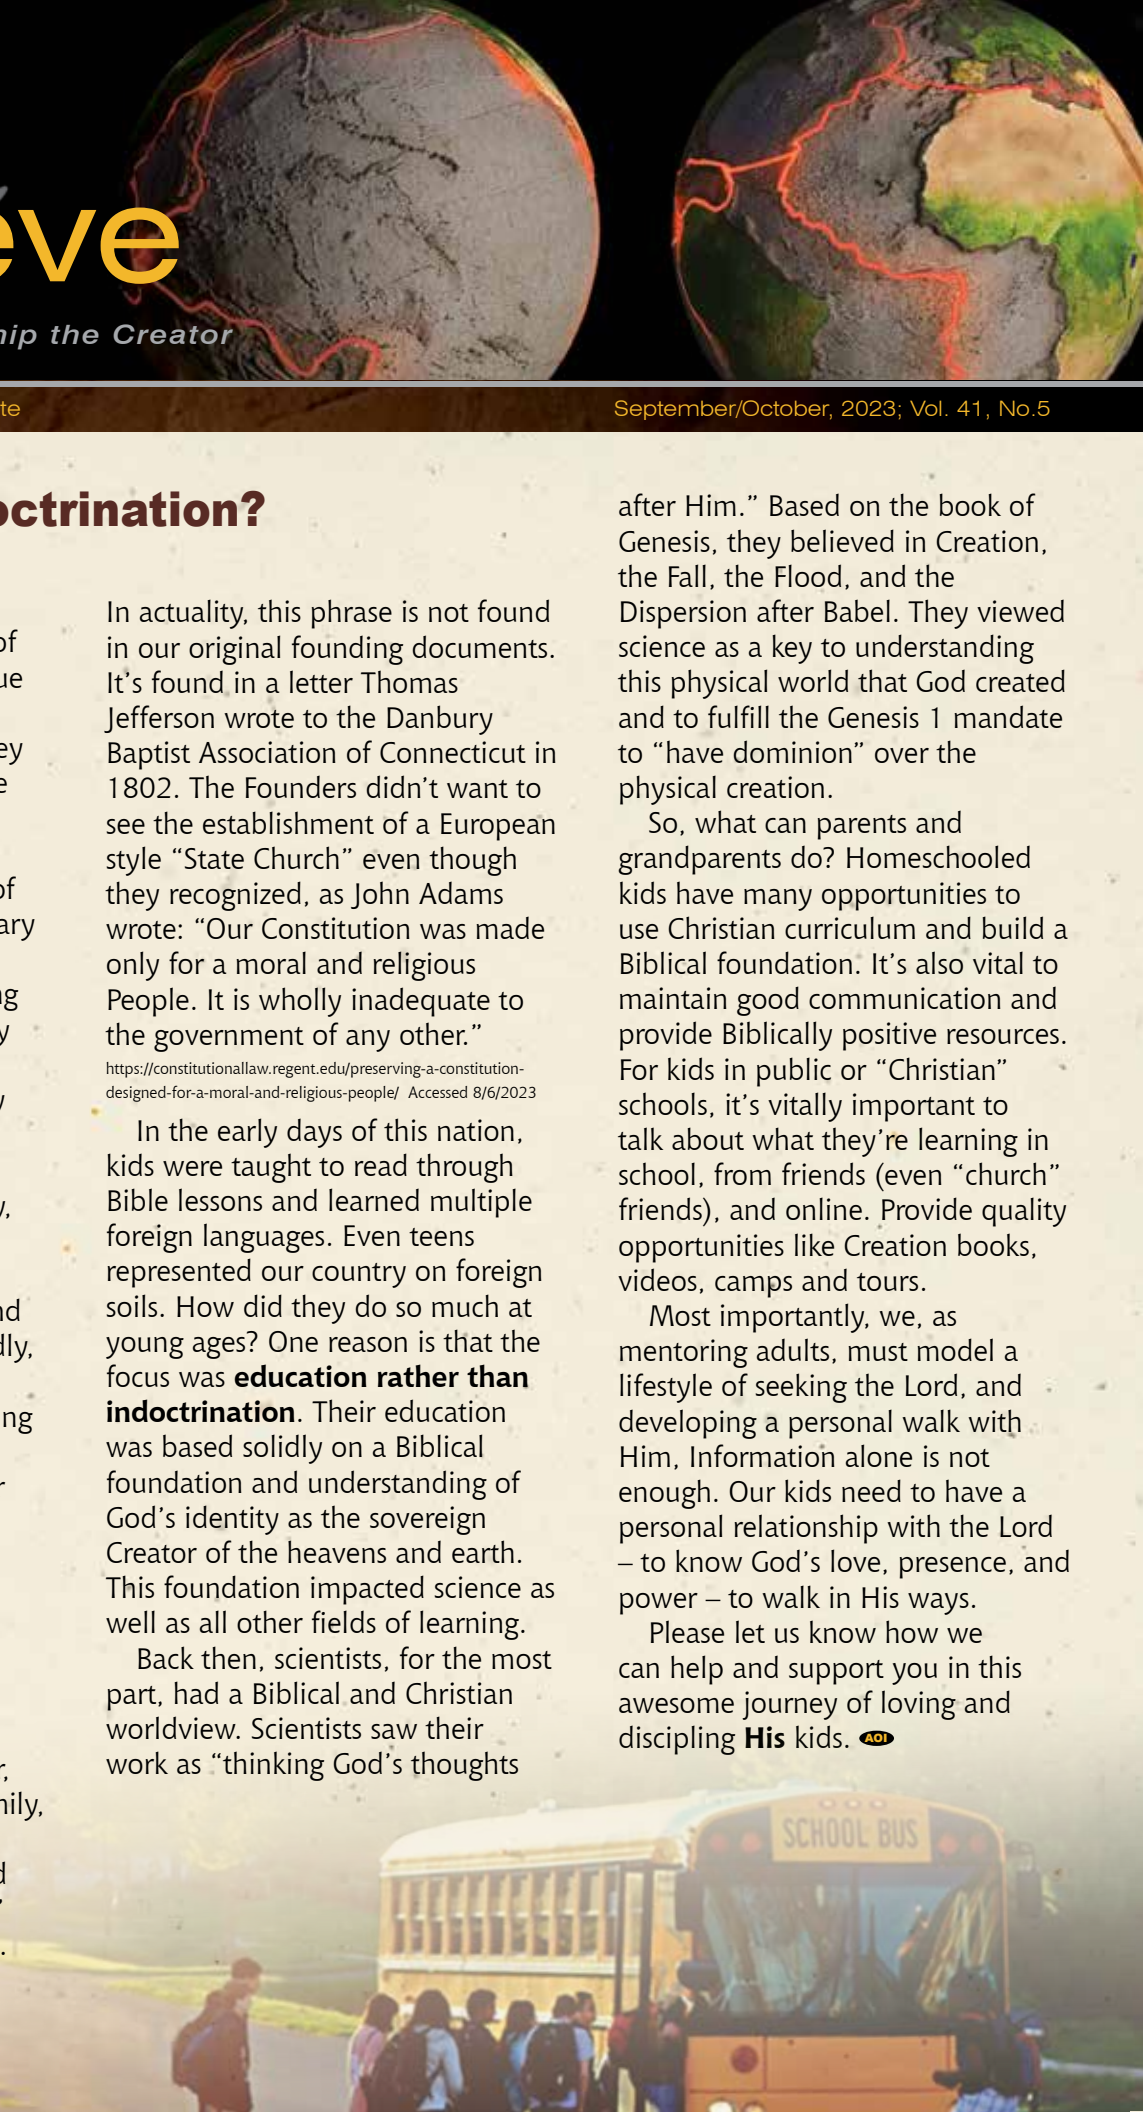 eve
hip the Creator
te
September/October, 2023; Vol. 41, No.5
octrination?
of
ue
ey
e
of
ary
ng
y
y
y,
nd
dly,
ng
r
r,
mily,
d
.
In actuality, this phrase is not found
in our original founding documents.
It’s found in a letter Thomas
Jefferson wrote to the Danbury
Baptist Association of Connecticut in
1802. The Founders didn’t want to
see the establishment of a European
style “State Church” even though
they recognized, as John Adams
wrote: “Our Constitution was made
only for a moral and religious
People. It is wholly inadequate to
the government of any other.”
https://constitutionallaw.regent.edu/preserving-a-constitution-
designed-for-a-moral-and-religious-people/ Accessed 8/6/2023
In the early days of this nation,
kids were taught to read through
Bible lessons and learned multiple
foreign languages. Even teens
represented our country on foreign
soils. How did they do so much at
young ages? One reason is that the
focus was education rather than
indoctrination. Their education
was based solidly on a Biblical
foundation and understanding of
God’s identity as the sovereign
Creator of the heavens and earth.
This foundation impacted science as
well as all other fields of learning.
Back then, scientists, for the most
part, had a Biblical and Christian
worldview. Scientists saw their
work as “thinking God’s thoughts
after Him.” Based on the book of
Genesis, they believed in Creation,
the Fall, the Flood, and the
Dispersion after Babel. They viewed
science as a key to understanding
this physical world that God created
and to fulfill the Genesis 1 mandate
to “have dominion” over the
physical creation.
So, what can parents and
grandparents do? Homeschooled
kids have many opportunities to
use Christian curriculum and build a
Biblical foundation. It’s also vital to
maintain good communication and
provide Biblically positive resources.
For kids in public or “Christian”
schools, it’s vitally important to
talk about what they’re learning in
school, from friends (even “church”
friends), and online. Provide quality
opportunities like Creation books,
videos, camps and tours.
Most importantly, we, as
mentoring adults, must model a
lifestyle of seeking the Lord, and
developing a personal walk with
Him, Information alone is not
enough. Our kids need to have a
personal relationship with the Lord
– to know God’s love, presence, and
power – to walk in His ways.
Please let us know how we
can help and support you in this
awesome journey of loving and
discipling His kids. AOI
SCHOOL BUS